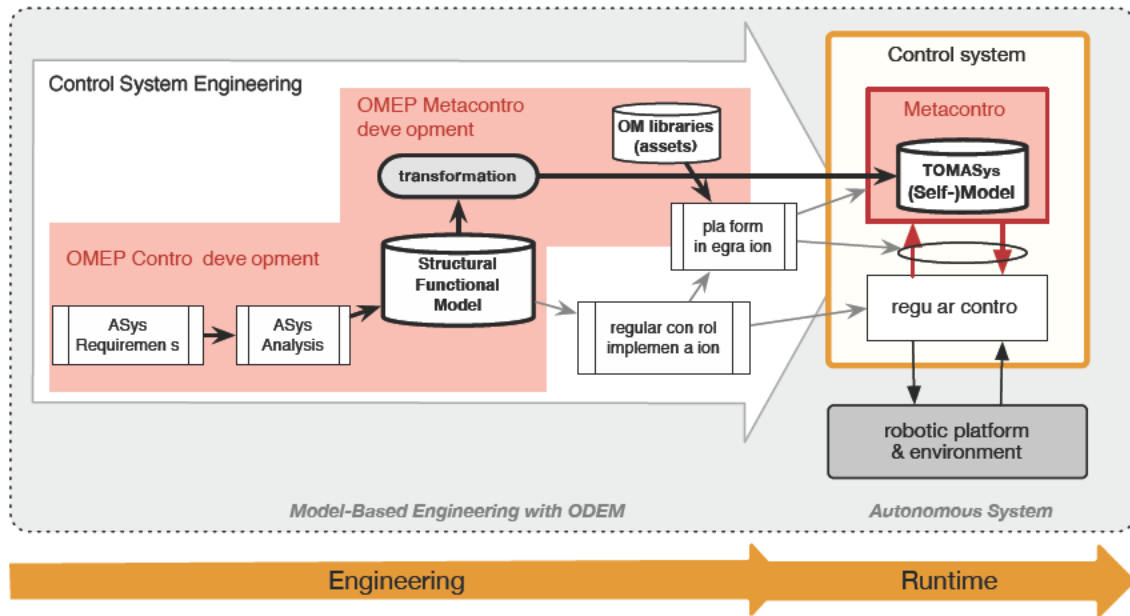 Control System Engineering
OMEP Metacontro
deve opment
OM libraries
(assets)
transformation
OMEP Contro deve opment
Structural
Functional
Model
ASys
Requiremen s
ASys
Analysis
pla form
in egra ion
regular con rol
implemen a ion
Control system
Metacontro
TOMASys
(Self-)Model
regu ar contro
robotic platform
& environment
Model-Based Engineering with ODEM
Autonomous System
Engineering
Runtime